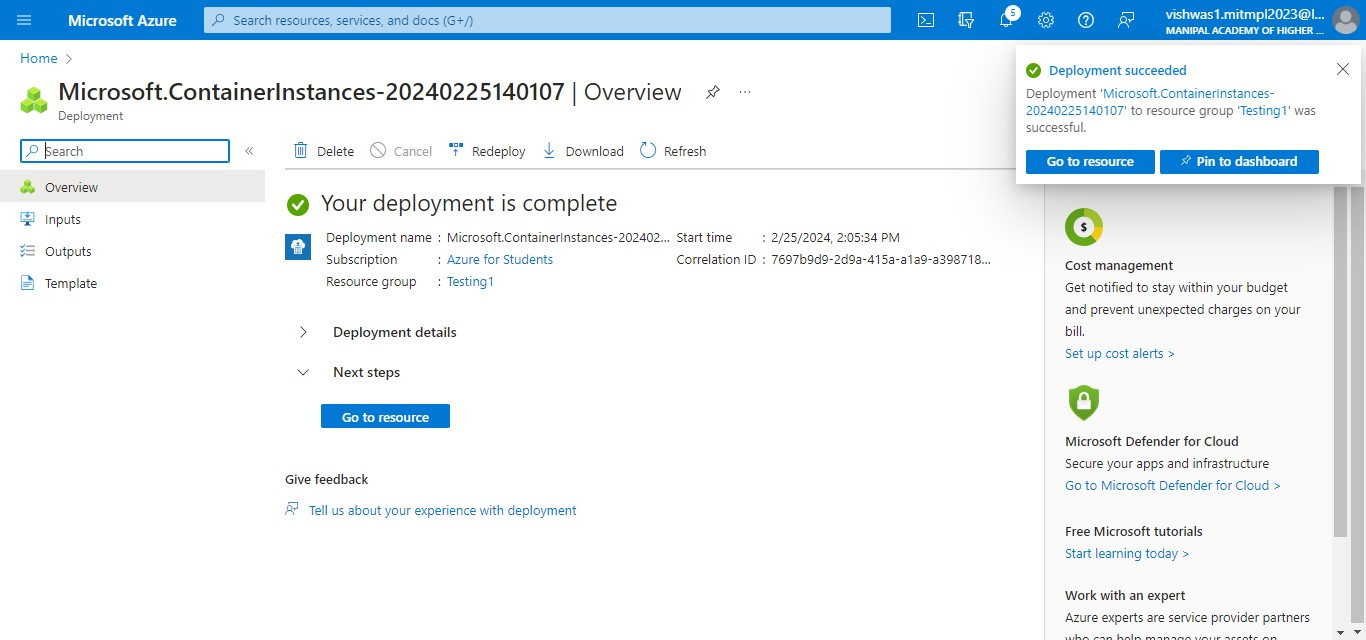 Microsoft Azure
Search resources, services, and docs (G+/)
5
vishwas1.mitmpl2023@l...
MANIPAL ACADEMY OF HIGHER ...
Home
Microsoft.ContainerInstances-20240225140107 | Overview
Deployment
Deployment succeeded
Deployment 'Microsoft.ContainerInstances-
20240225140107' to resource group 'Testing1' was
successful.
Go to resource
Pin to dashboard
Search
Overview
Inputs
Outputs
Template
Delete
Cancel
Redeploy
Download
Refresh
Your deployment is complete
Deployment name : Microsoft.ContainerInstances-202402...
Subscription : Azure for Students
Resource group : Testing1
Start time : 2/25/2024, 2:05:34 PM
Correlation ID : 7697b9d9-2d9a-415a-a1a9-a398718...
Deployment details
Next steps
Go to resource
Give feedback
Tell us about your experience with deployment
$
Cost management
Get notified to stay within your budget
and prevent unexpected charges on your
bill.
Set up cost alerts >
Microsoft Defender for Cloud
Secure your apps and infrastructure
Go to Microsoft Defender for Cloud >
Free Microsoft tutorials
Start learning today >
Work with an expert
Azure experts are service provider partners
who can help manage your assets on